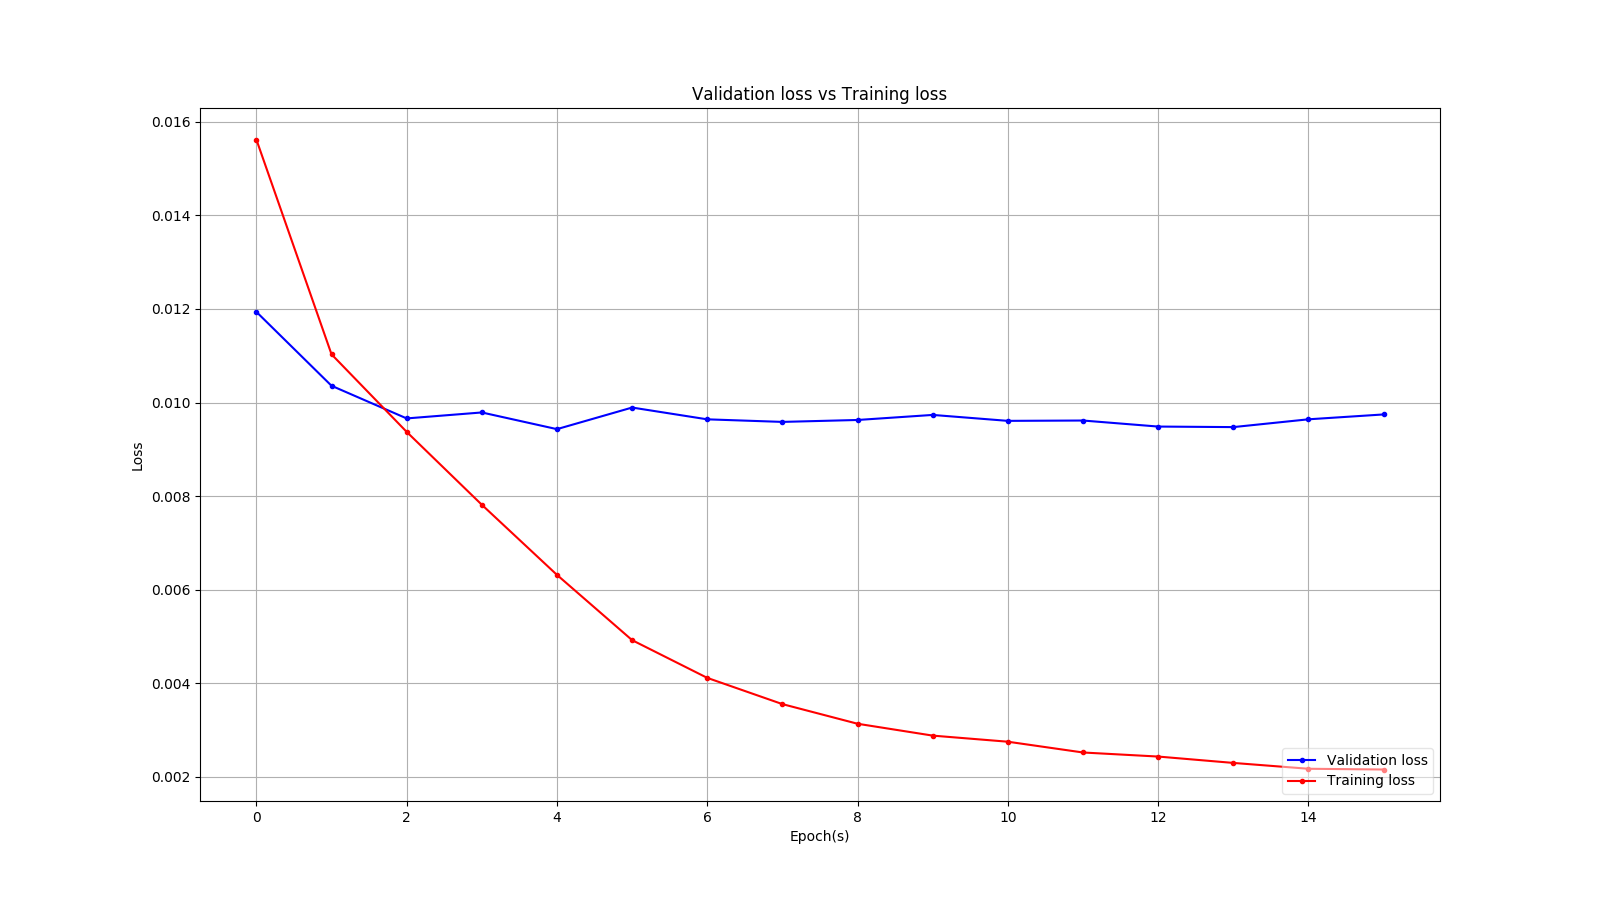 Validation loss vs Training loss
0.016
0.014
0.012
0.010
0.008
0.006
0.004
0.002
Loss
0 2 4 6 8 10 12 14
Epoch(s)
Validation loss
Training loss